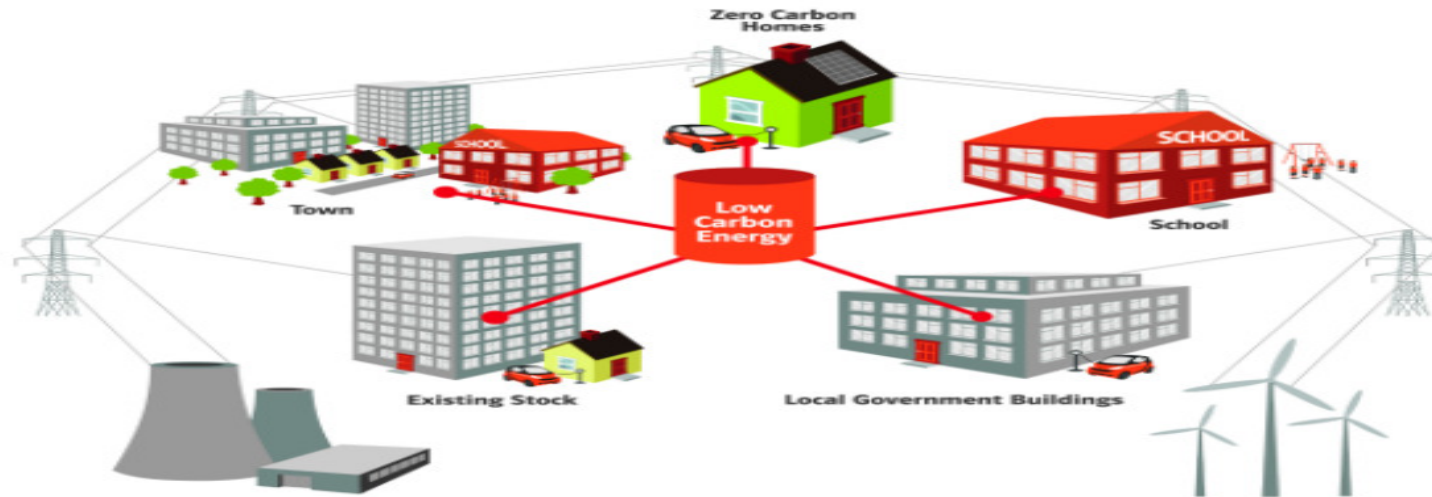 Zero Carbon
Homes
SCHOOL
SCHOOL
Town
Low
Carbon
Energy
School
Existing Stock
Local Government Buildings